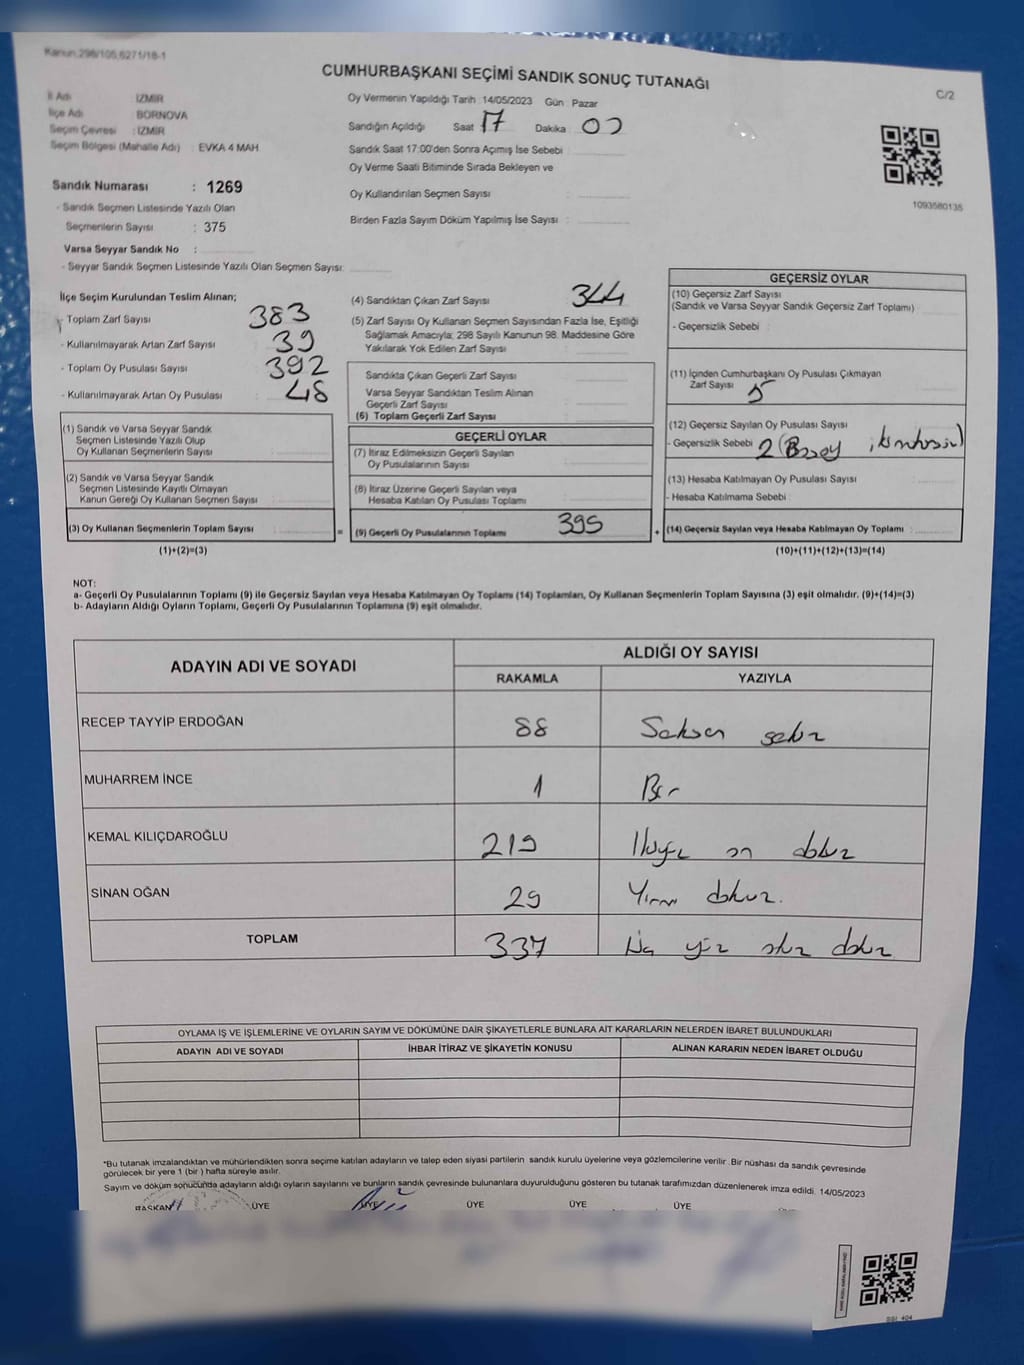 Kanun.298/105,6271/18-1
CUMHURBAŞKANI SEÇİMİ SANDIK SONUÇ TUTANAĞI
C/2
İl Adı : İZMİR
İlçe Adı : BORNOVA
Seçim Çevresi : İZMİR
Seçim Bölgesi (Mahalle Adı) : EVKA 4 MAH.
Sandık Numarası : 1269
- Sandık Seçmen Listesinde Yazılı Olan
Seçmenlerin Sayısı : 375
Varsa Seyyar Sandık No :
- Seyyar Sandık Seçmen Listesinde Yazılı Olan Seçmen Sayısı:
Oy Vermenin Yapıldığı Tarih :14/05/2023 Gün Pazar
Sandığın Açıldığı Saat 17 Dakika 00
Sandık Saat 17:00'den Sonra Açımış İse Sebebi :
Oy Verme Saati Bitiminde Sırada Bekleyen ve
Oy Kullandırılan Seçmen Sayısı :
Birden Fazla Sayım Döküm Yapılmış İse Sayısı :
1093580135
İlçe Seçim Kurulundan Teslim Alınan;
- Toplam Zarf Sayısı : 383
- Kullanılmayarak Artan Zarf Sayısı : 39
- Toplam Oy Pusulası Sayısı : 392
- Kullanılmayarak Artan Oy Pusulası : 48
(1) Sandık ve Varsa Seyyar Sandık
Seçmen Listesinde Yazılı Olup
Oy Kullanan Seçmenlerin Sayısı :
(2) Sandık ve Varsa Seyyar Sandık
Seçmen Listesinde Kayıtlı Olmayan
Kanun Gereği Oy Kullanan Seçmen Sayısı :
(3) Oy Kullanan Seçmenlerin Toplam Sayısı :
(1)+(2)=(3)
(4) Sandıktan Çıkan Zarf Sayısı : 344
(5) Zarf Sayısı Oy Kullanan Seçmen Sayısından Fazla İse, Eşitliği
Sağlamak Amacıyla; 298 Sayılı Kanunun 98. Maddesine Göre
Yakılarak Yok Edilen Zarf Sayısı :
Sandıkta Çıkan Geçerli Zarf Sayısı :
Varsa Seyyar Sandıktan Teslim Alınan
Geçerli Zarf Sayısı :
(6) Toplam Geçerli Zarf Sayısı :
GEÇERLİ OYLAR
(7) İtiraz Edilmeksizin Geçerli Sayılan
Oy Pusulalarının Sayısı :
(8) İtiraz Üzerine Geçerli Sayılan veya
Hesaba Katılan Oy Pusulası Toplamı :
= (9) Geçerli Oy Pusulalarının Toplamı : 395 +
GEÇERSİZ OYLAR
(10) Geçersiz Zarf Sayısı
(Sandık ve Varsa Seyyar Sandık Geçersiz Zarf Toplamı) :
- Geçersizlik Sebebi :
(11) İçinden Cumhurbaşkanı Oy Pusulası Çıkmayan
Zarf Sayısı : 5
(12) Geçersiz Sayılan Oy Pusulası Sayısı :
- Geçersizlik Sebebi : 2
(13) Hesaba Katılmayan Oy Pusulası Sayısı :
- Hesaba Katılmama Sebebi :
(14) Geçersiz Sayılan veya Hesaba Katılmayan Oy Toplamı :
(10)+(11)+(12)+(13)=(14)
NOT:
a- Geçerli Oy Pusulalarının Toplamı (9) ile Geçersiz Sayılan veya Hesaba Katılmayan Oy Toplamı (14) Toplamları, Oy Kullanan Seçmenlerin Toplam Sayısına (3) eşit olmalıdır. (9)+(14)=(3)
b- Adayların Aldığı Oyların Toplamı, Geçerli Oy Pusulalarının Toplamına (9) eşit olmalıdır.
ADAYIN ADI VE SOYADI ALDIĞI OY SAYISI
RAKAMLA YAZIYLA
RECEP TAYYİP ERDOĞAN 88 Seksen sekiz
MUHARREM İNCE 1 Bir
KEMAL KILIÇDAROĞLU 219 İkiyüz on dokuz
SİNAN OĞAN 29 Yirmi dokuz.
TOPLAM 337 üç yüz otuz dokuz
OYLAMA İŞ VE İŞLEMLERİNE VE OYLARIN SAYIM VE DÖKÜMÜNE DAİR ŞİKAYETLERLE BUNLARA AİT KARARLARIN NELERDEN İBARET BULUNDUKLARI
ADAYIN ADI VE SOYADI İHBAR İTİRAZ VE ŞİKAYETİN KONUSU ALINAN KARARIN NEDEN İBARET OLDUĞU
*Bu tutanak imzalandıktan ve mühürlendikten sonra seçime katılan adayların ve talep eden siyasi partilerin sandık kurulu üyelerine veya gözlemcilerine verilir .Bir nüshası da sandık çevresinde
görülecek bir yere 1 (bir ) hafta süreyle asılır.
Sayım ve döküm sonucunda adayların aldığı oyların sayılarını ve bunların sandık çevresinde bulunanlara duyurulduğunu gösteren bu tutanak tarafımızdan düzenlenerek imza edildi. 14/05/2023
BAŞKAN ÜYE ÜYE ÜYE ÜYE ÜYE